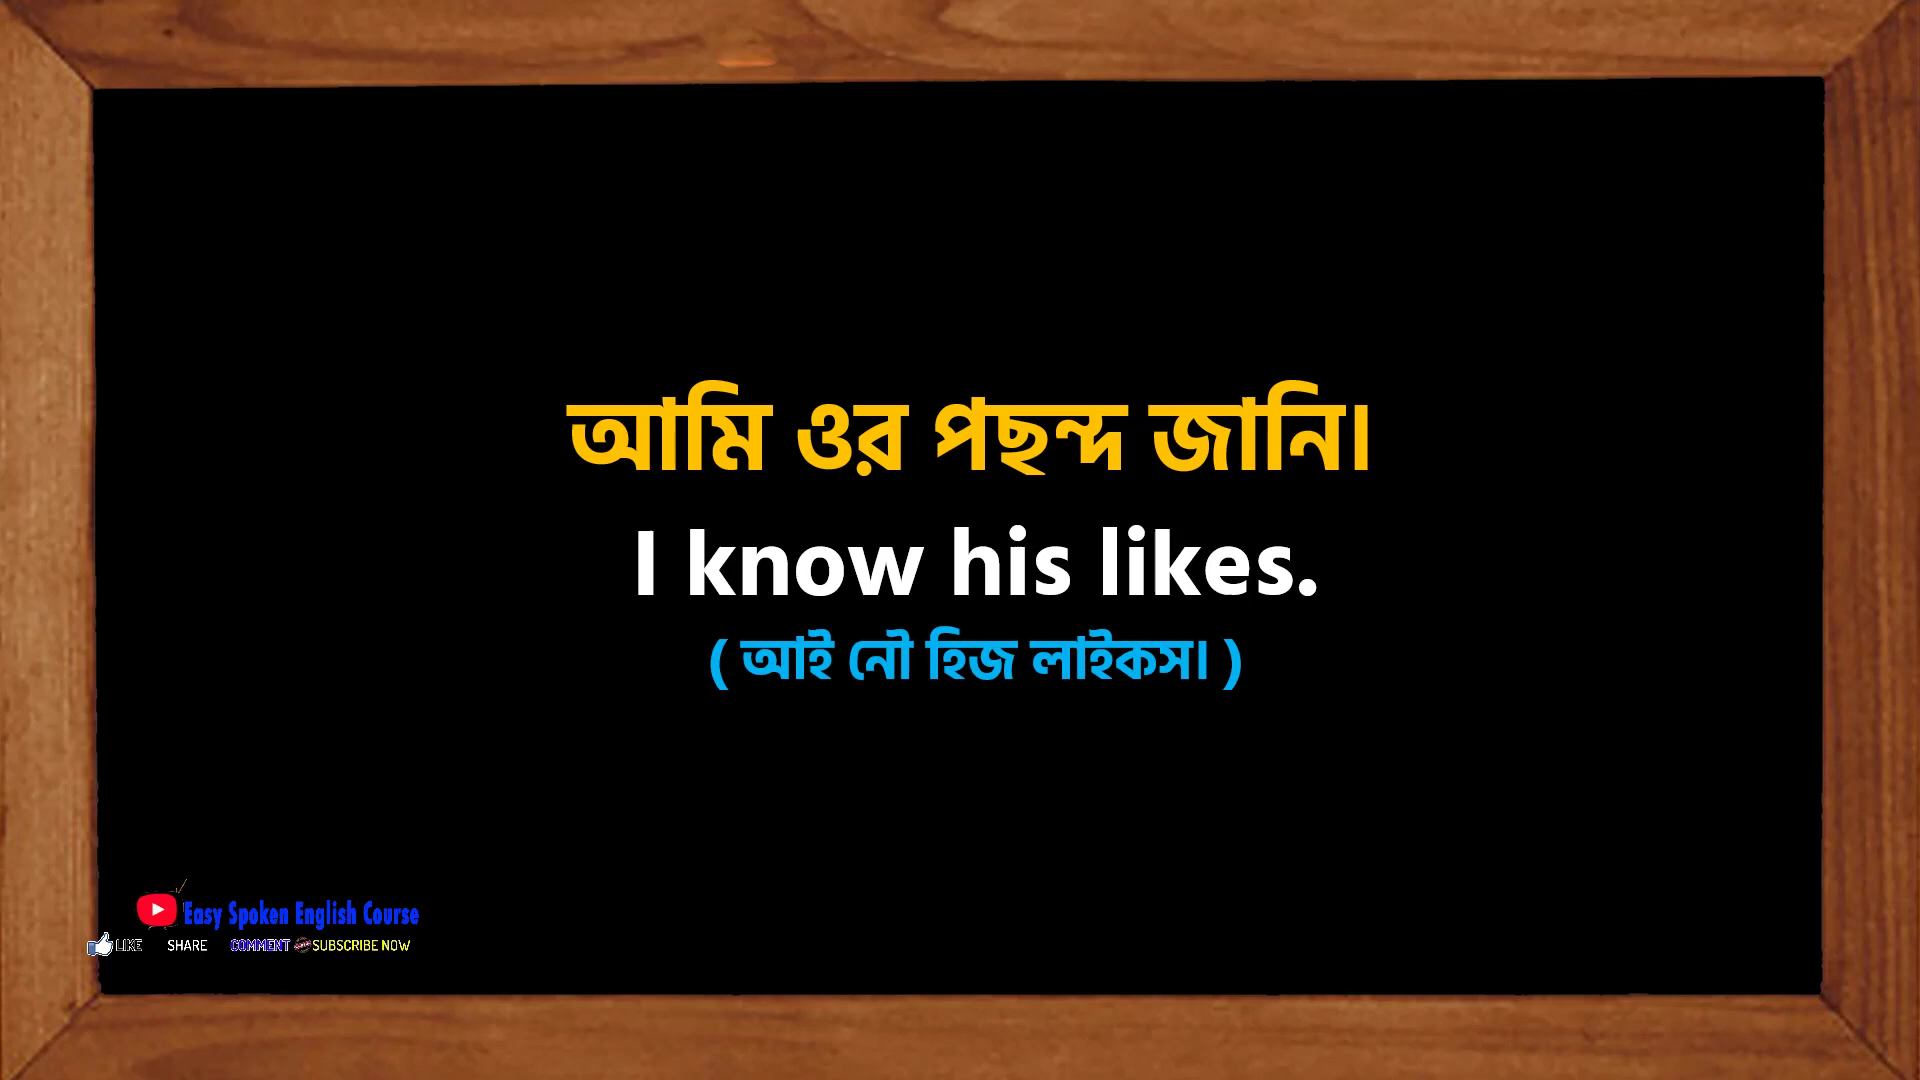 আমি ওর পছন্দ জানি।
I know his likes.
( আই নৌ হিজ লাইকস। )
Easy Spoken English Course
LIKE SHARE COMMENT SUBSCRIBE NOW